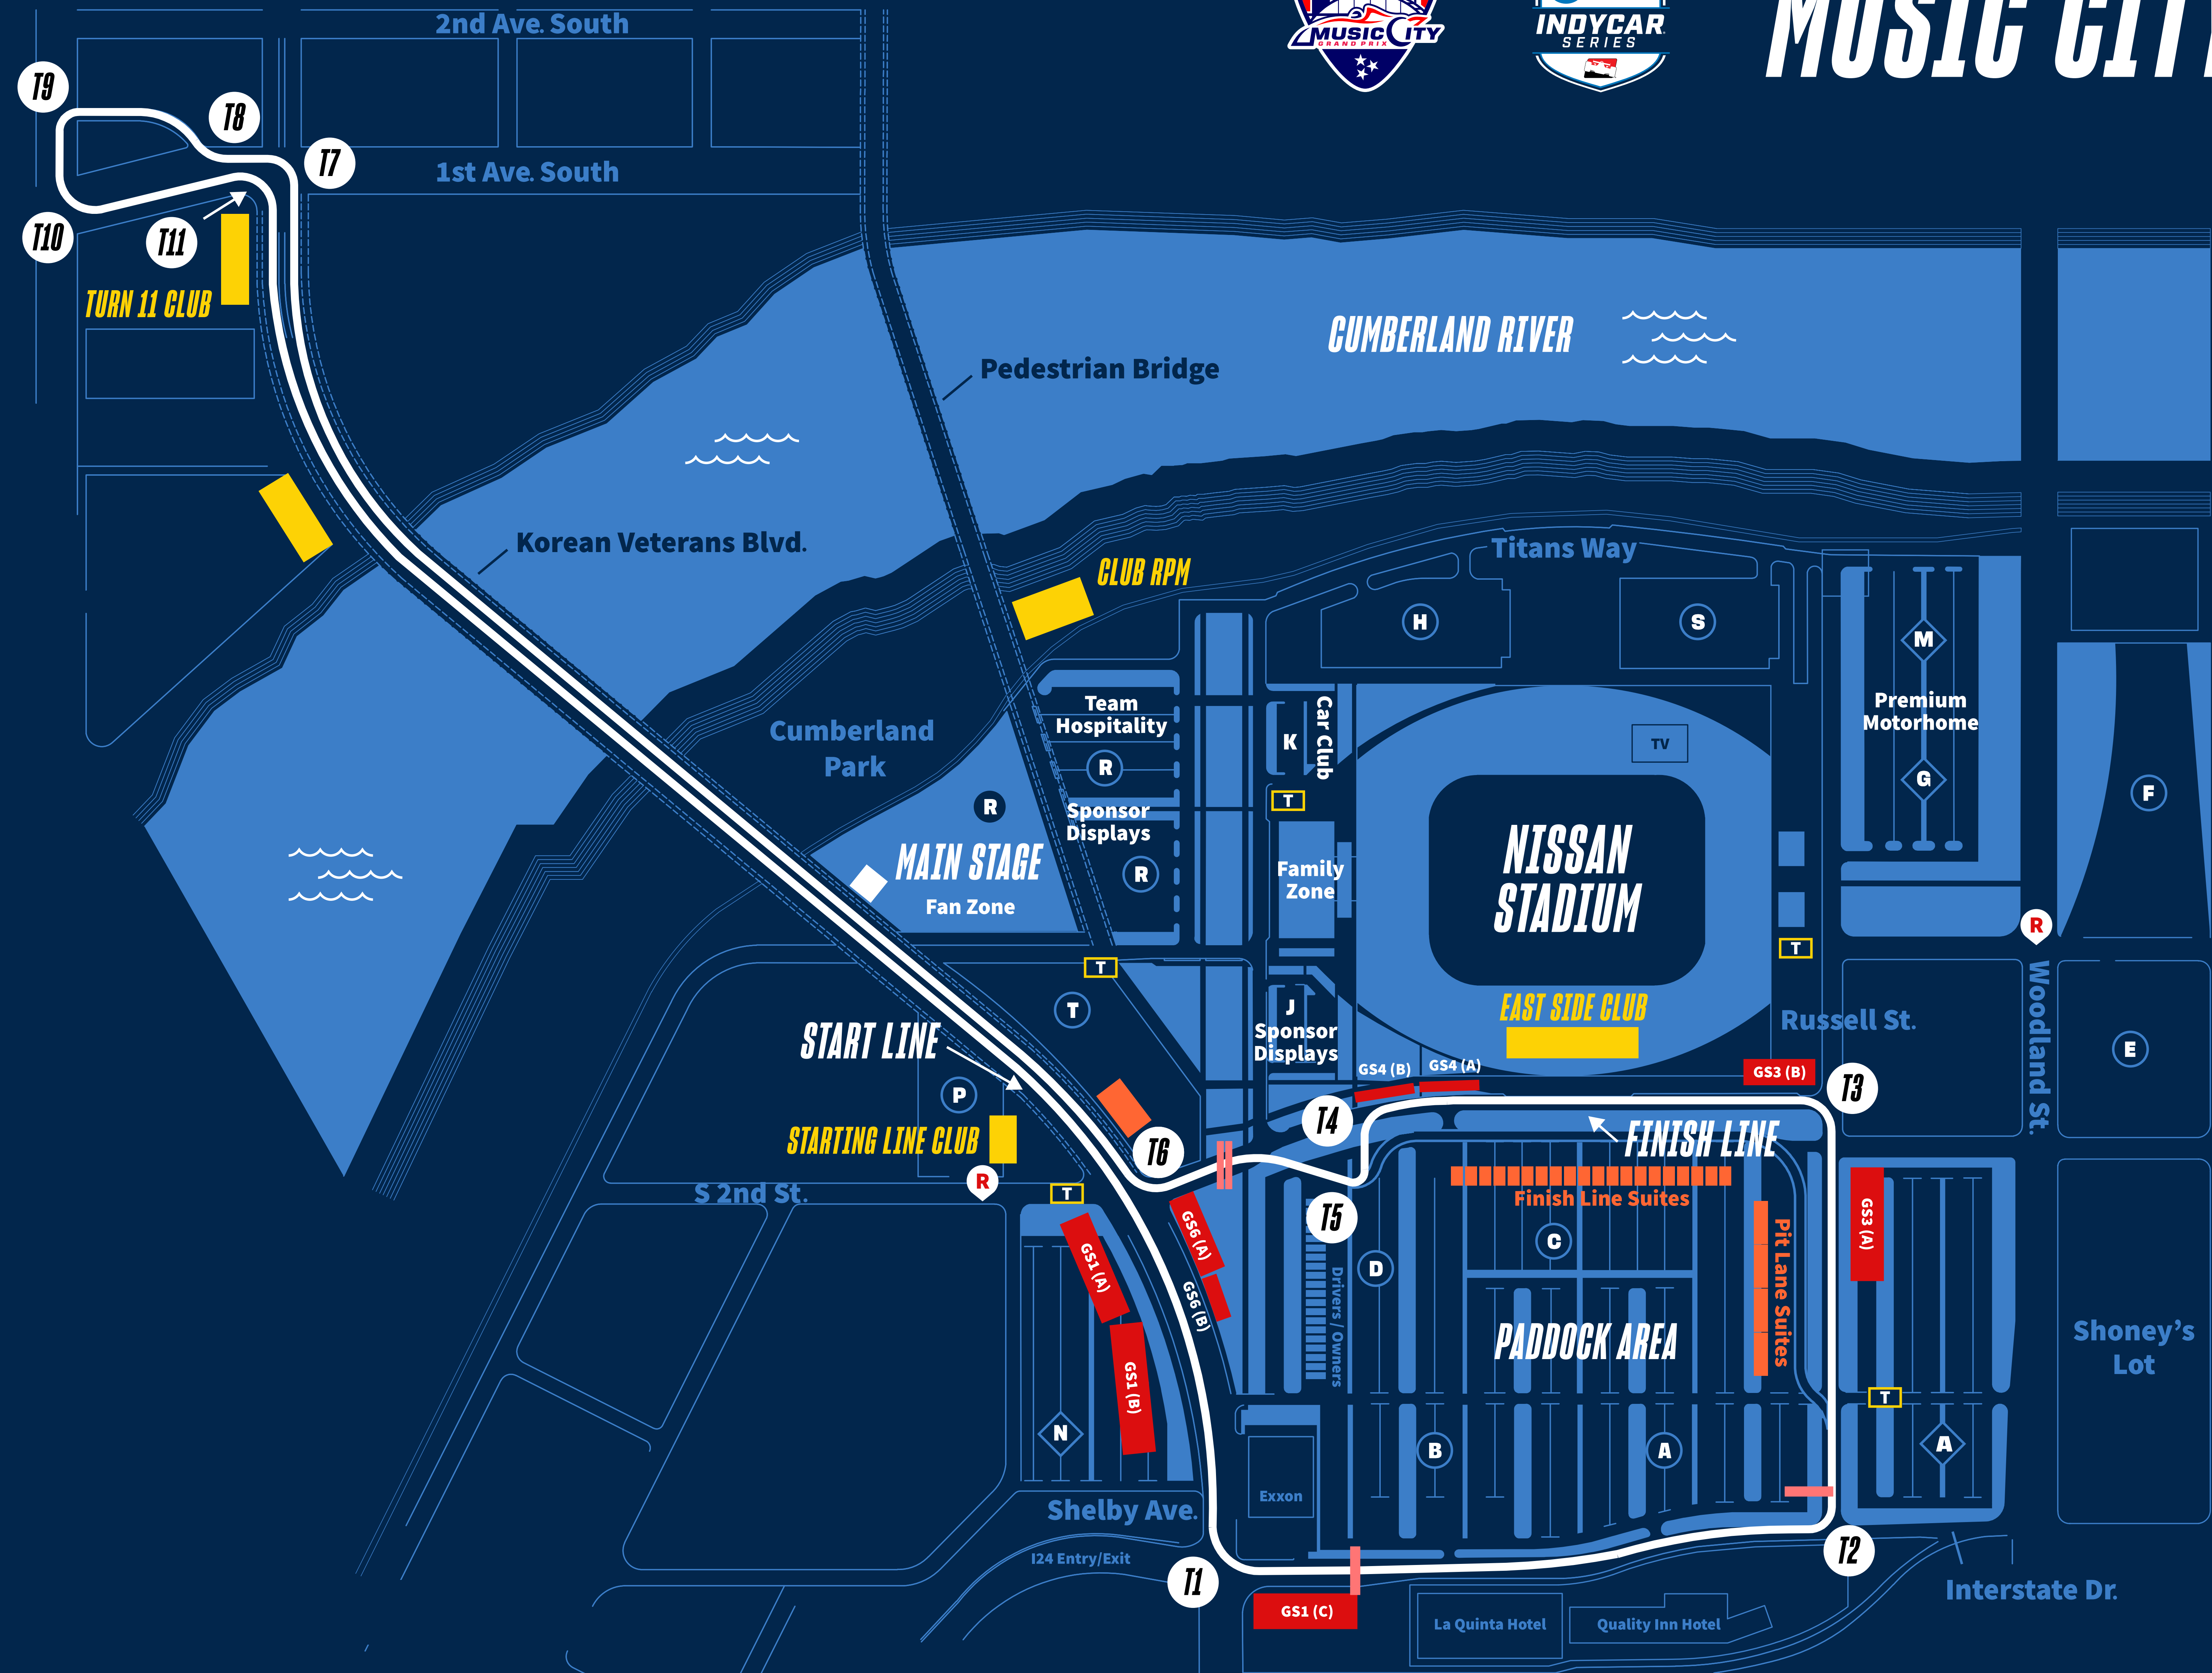 2nd Ave. South
MUSIC CITY
GRAND PRIX
INDYCAR
SERIES
MUSIC CIT
T9
T8
T7
1st Ave. South
T10
T11
TURN 11 CLUB
CUMBERLAND RIVER
Pedestrian Bridge
Korean Veterans Blvd.
CLUB RPM
Titans Way
H
S
M
Premium
Motorhome
G
F
Cumberland
Park
Team
Hospitality
R
K
Car Club
TV
T
R
MAIN STAGE
Fan Zone
Sponsor
Displays
R
Family
Zone
NISSAN
STADIUM
R
T
Woodland St.
T
T
J
Sponsor
Displays
EAST SIDE CLUB
Russell St.
E
START LINE
P
STARTING LINE CLUB
GS4 (B)
GS4 (A)
GS3 (B)
T3
T4
FINISH LINE
T6
R
S 2nd St.
T
T5
Finish Line Suites
GS6 (A)
GS6 (B)
GS1 (A)
GS1 (B)
D
C
Drivers / Owners
Pit Lane Suites
GS3 (A)
PADDOCK AREA
Shoney's
Lot
T
N
B
A
A
Exxon
Shelby Ave.
I24 Entry/Exit
T1
T2
GS1 (C)
La Quinta Hotel
Quality Inn Hotel
Interstate Dr.